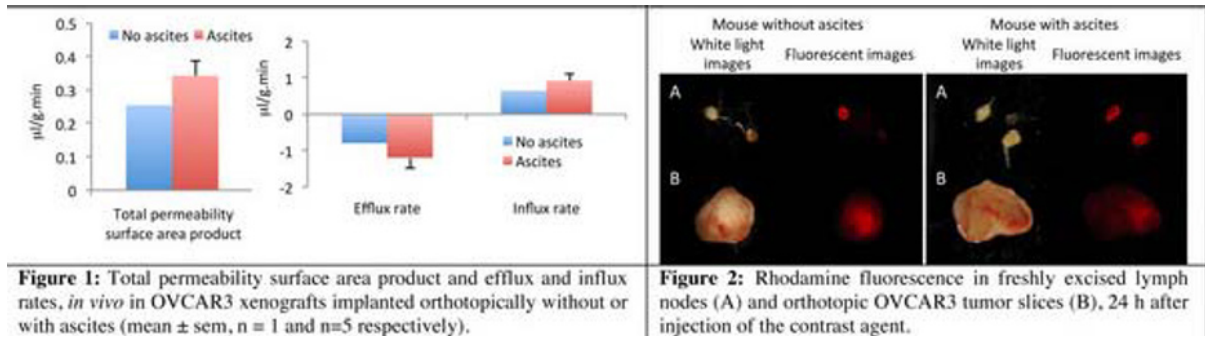 0.5
0.4
0.3
0.2
0.1
0
µl/g.min
No ascites Ascites
Total permeability
surface area product
2
1
0
-1
-2
µl/g.min
No ascites
Ascites
Efflux rate
Influx rate
Figure 1: Total permeability surface area product and efflux and influx
rates, in vivo in OVCAR3 xenografts implanted orthotopically without or
with ascites (mean ± sem, n = 1 and n=5 respectively).
Mouse without ascites
White light
images
Fluorescent images
A
B
Mouse with ascites
White light
images
Fluorescent images
A
B
Figure 2: Rhodamine fluorescence in freshly excised lymph
nodes (A) and orthotopic OVCAR3 tumor slices (B), 24 h after
injection of the contrast agent.